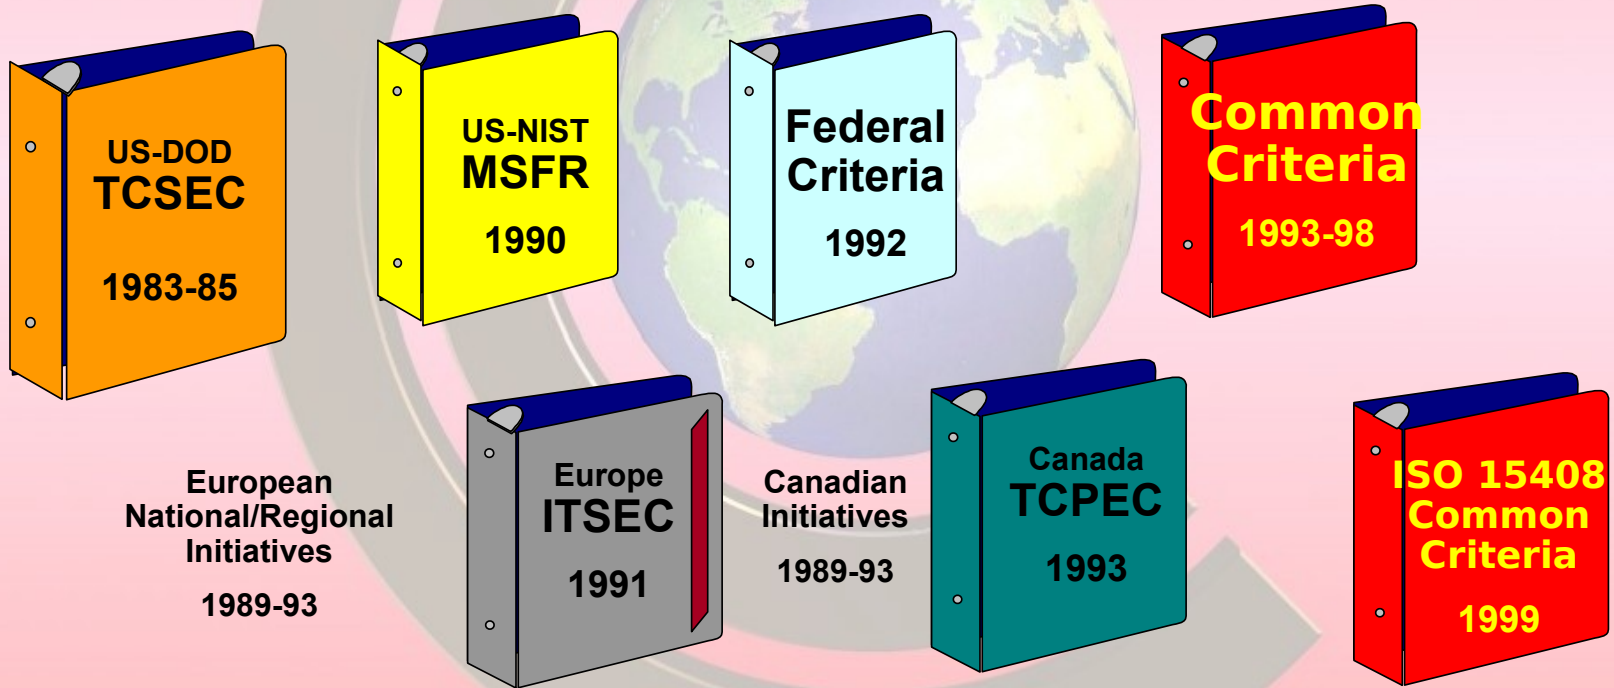 US-DOD
TCSEC
1983-85
US-NIST
MSFR
1990
Federal
Criteria
1992
Common
Criteria
1993-98
European
National/Regional
Initiatives
1989-93
Europe
ITSEC
1991
Canadian
Initiatives
1989-93
Canada
TCPEC
1993
ISO 15408
Common
Criteria
1999